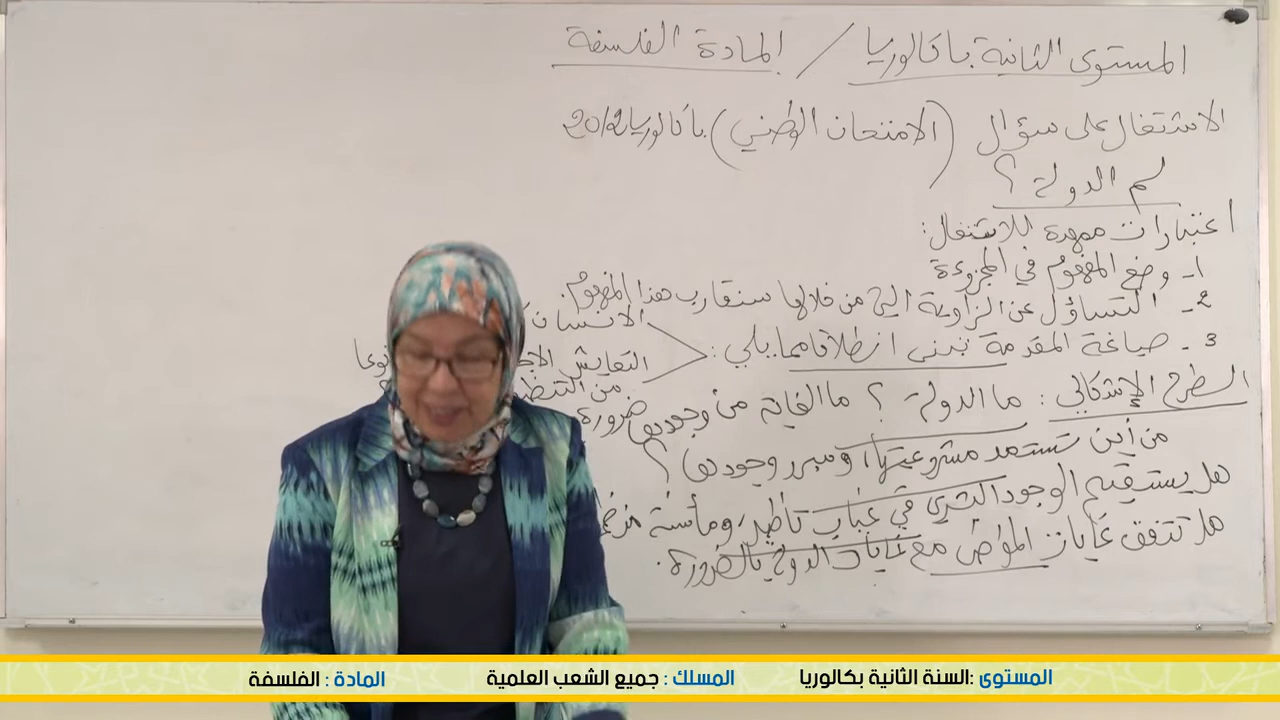 المستوى الثانية باكالوريا / المادة الفلسفة
الاشتغال على سؤال (الامتحان الوطني) باكالوريا 2012
لم الدولة ؟
اعتبارات ممهدة للاشتغال:
1- وضع المفهوم في المجزوءة
2- التساؤل عن الزاوية التي من خلالها سنقارب هذا المفهوم.
3- صياغة المقدمة تبنى انطلاقا مما يلي:
الانسان
التعايش نوعا
من
الطرح الإشكالي: ما الدولة ؟ ما الغاية من وجودها ضرورة
من أين تستمد مشروعيتها، ومبرر وجودها ؟
هل يستقيم الوجود البشري في غياب تأطير، ومأسسة
هل تتفق غايات المواطن مع غايات الدولة بالضرورة.
المستوى :السنة الثانية بكالوريا
المسلك : جميع الشعب العلمية
المادة : الفلسفة